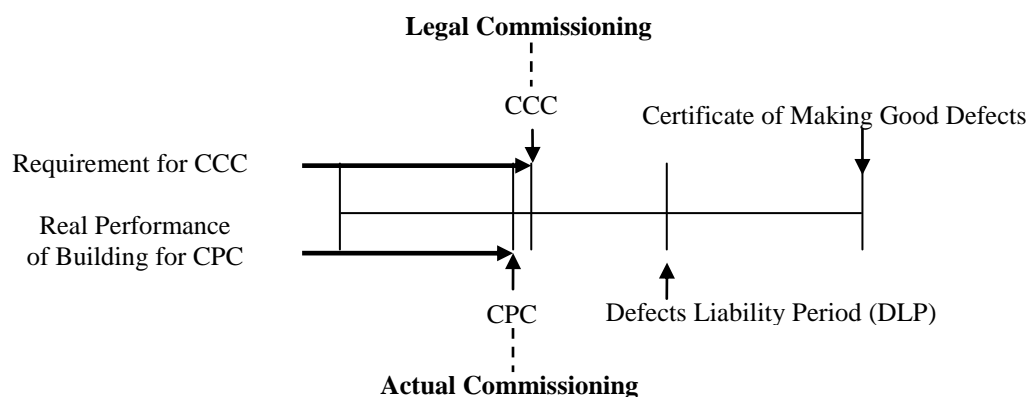 Legal Commissioning
CCC
Certificate of Making Good Defects
Requirement for CCC
Real Performance
of Building for CPC
CPC
Defects Liability Period (DLP)
Actual Commissioning